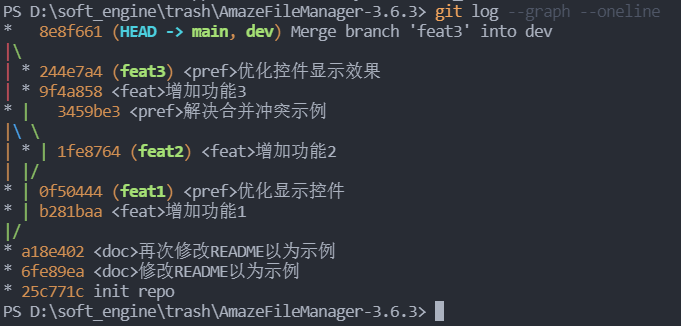 PS D:\soft_engine\trash\AmazeFileManager-3.6.3> git log --graph --oneline
*   8e8f661 (HEAD -> main, dev) Merge branch 'feat3' into dev
|\
| * 244e7a4 (feat3) <pref>优化控件显示效果
| * 9f4a858 <feat>增加功能3
* |   3459be3 <pref>解决合并冲突示例
|\ \
| * | 1fe8764 (feat2) <feat>增加功能2
| |/
* | 0f50444 (feat1) <pref>优化显示控件
* | b281baa <feat>增加功能1
|/
* a18e402 <doc>再次修改README以为示例
* 6fe89ea <doc>修改README以为示例
* 25c771c init repo
PS D:\soft_engine\trash\AmazeFileManager-3.6.3>